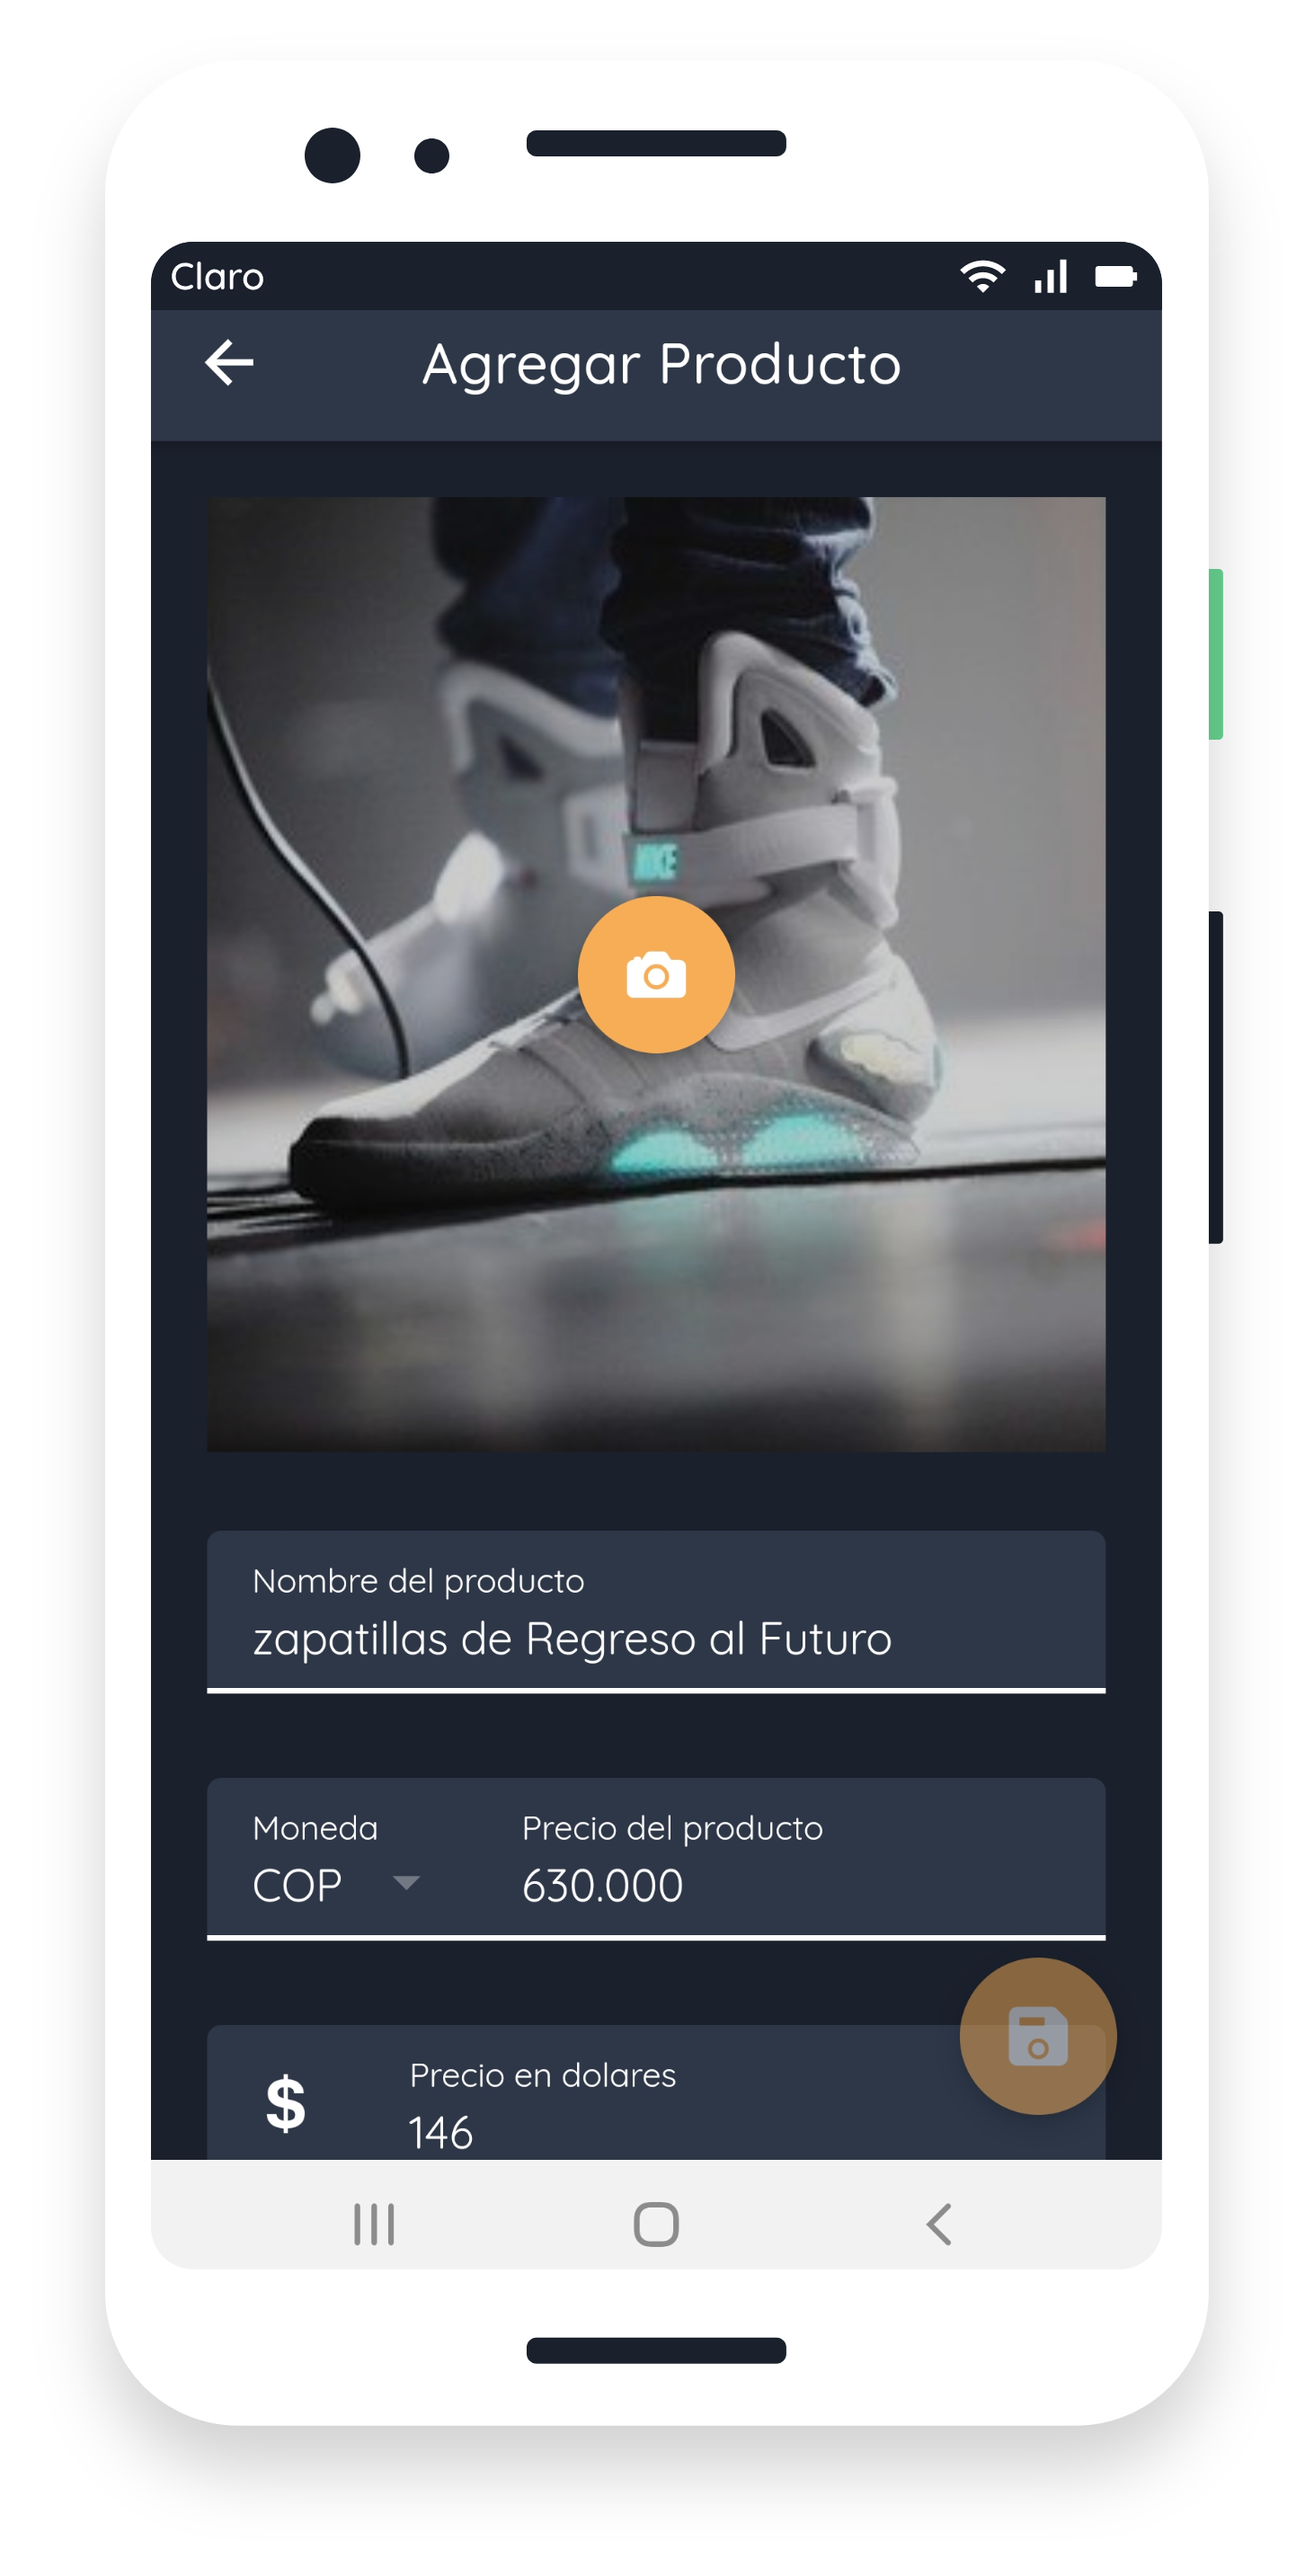 Claro
Agregar Producto
NIKE
Nombre del producto
zapatillas de Regreso al Futuro
Moneda
COP
Precio del producto
630.000
$
Precio en dolares
146